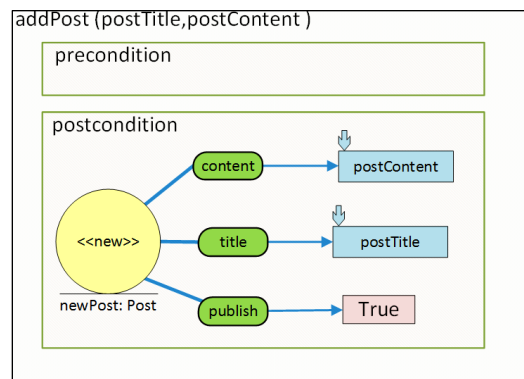 addPost (postTitle,postContent )
precondition
postcondition
content
postContent
<<new>>
title
postTitle
newPost: Post
publish
True